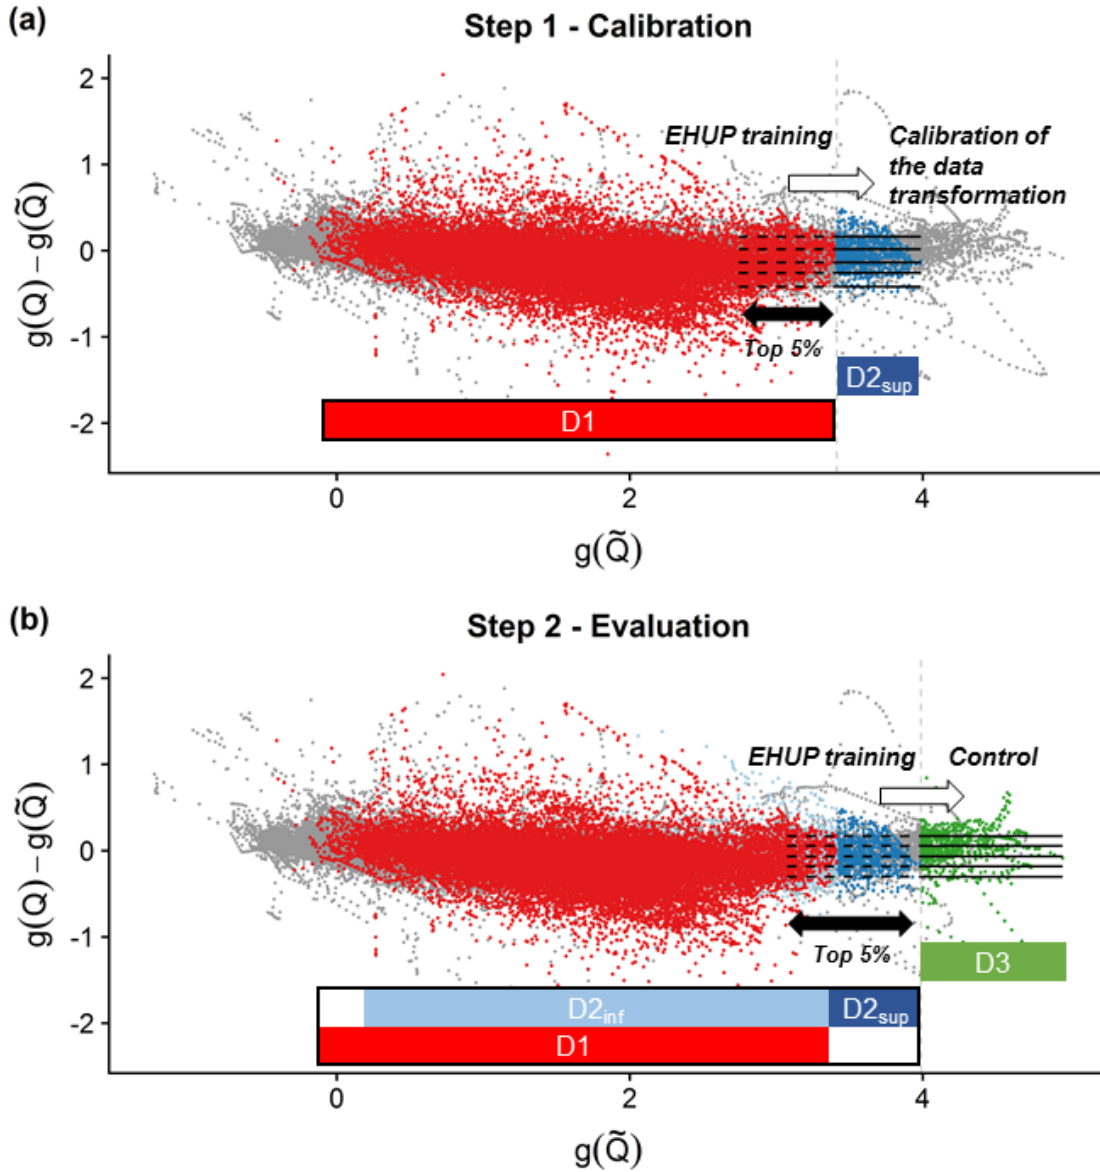 (a)
Step 1 - Calibration
2
1
0
-1
-2
g(Q) – g(Q̃)
EHUP training
Calibration of
the data
transformation
Top 5%
D2sup
D1
0
2
4
g(Q̃)
(b)
Step 2 - Evaluation
2
1
0
-1
-2
g(Q) – g(Q̃)
EHUP training
Control
Top 5%
D3
D2inf
D2sup
D1
0
2
4
g(Q̃)